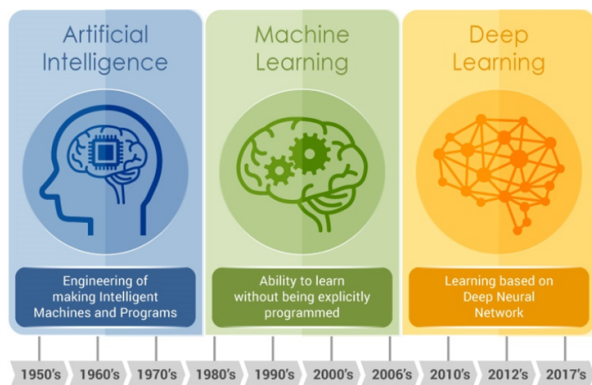 Artificial
Intelligence
Engineering of
making Intelligent
Machines and Programs
Machine
Learning
Ability to learn
without being explicitly
programmed
Deep
Learning
Learning based on
Deep Neural
Network
1950's 1960's 1970's 1980's 1990's 2000's 2006's 2010's 2012's 2017's